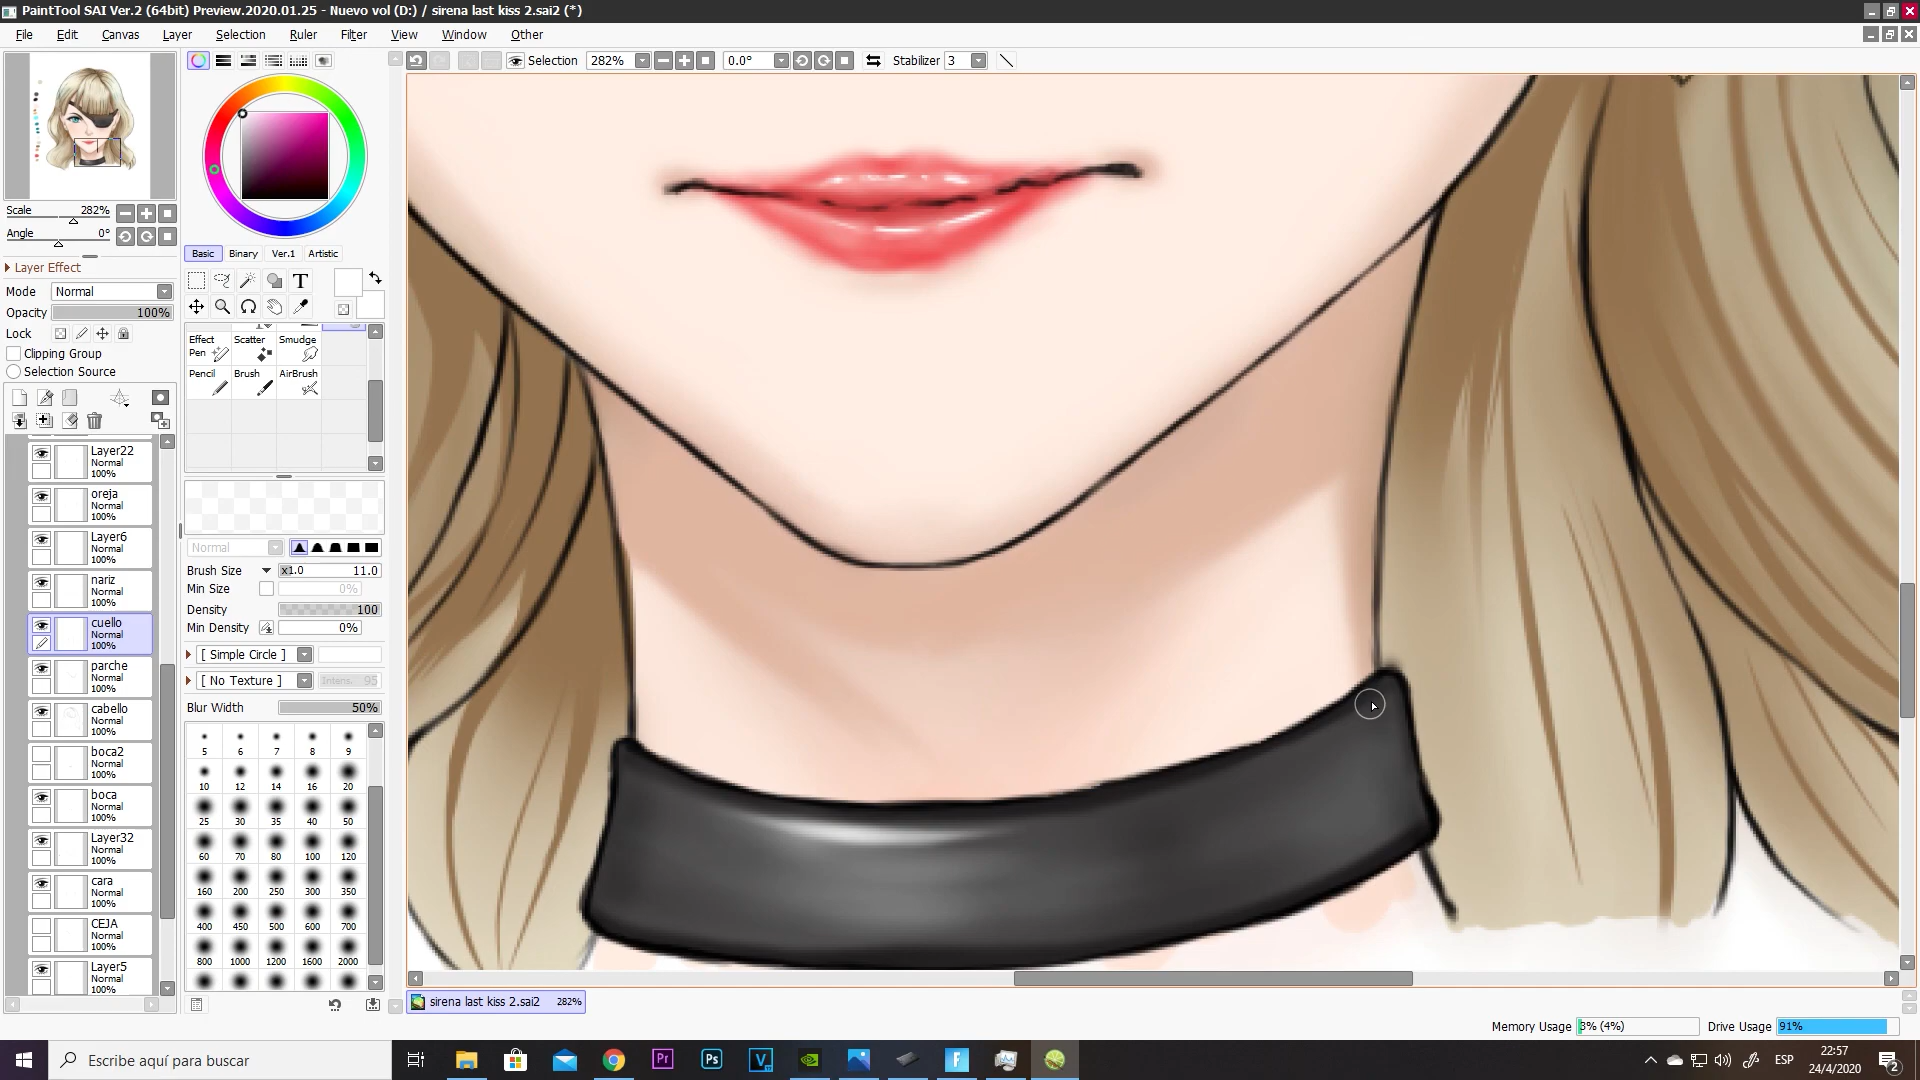 PaintTool SAI Ver.2 (64bit) Preview.2020.01.25 - Nuevo vol (D:) / sirena last kiss 2.sai2 (*)
File Edit Canvas Layer Selection Ruler Filter View Window Other
Selection 282% 0.0° Stabilizer 3
Scale 282%
Angle 0°
Layer Effect
Mode Normal
Opacity 100%
Lock
Clipping Group
Selection Source
Layer22
Normal
100%
oreja
Normal
100%
Layer6
Normal
100%
nariz
Normal
100%
cuello
Normal
100%
parche
Normal
100%
cabello
Normal
100%
boca2
Normal
100%
boca
Normal
100%
Layer32
Normal
100%
cara
Normal
100%
CEJA
Normal
100%
Layer5
Normal
100%
Basic Binary Ver.1 Artistic
T
Effect Pen Scatter Smudge
Pencil Brush AirBrush
Normal
Brush Size x1.0 11.0
Min Size 0%
Density 100
Min Density 0%
[ Simple Circle ]
[ No Texture ] Intens. 95
Blur Width 50%
5 6 7 8 9
10 12 14 16 20
25 30 35 40 50
60 70 80 100 120
160 200 250 300 350
400 450 500 600 700
800 1000 1200 1600 2000
sirena last kiss 2.sai2 282%
Memory Usage 3% (4%) Drive Usage 91%
Escribe aquí para buscar
Pr
Ps
V
f
ESP
22:57
24/4/2020
2